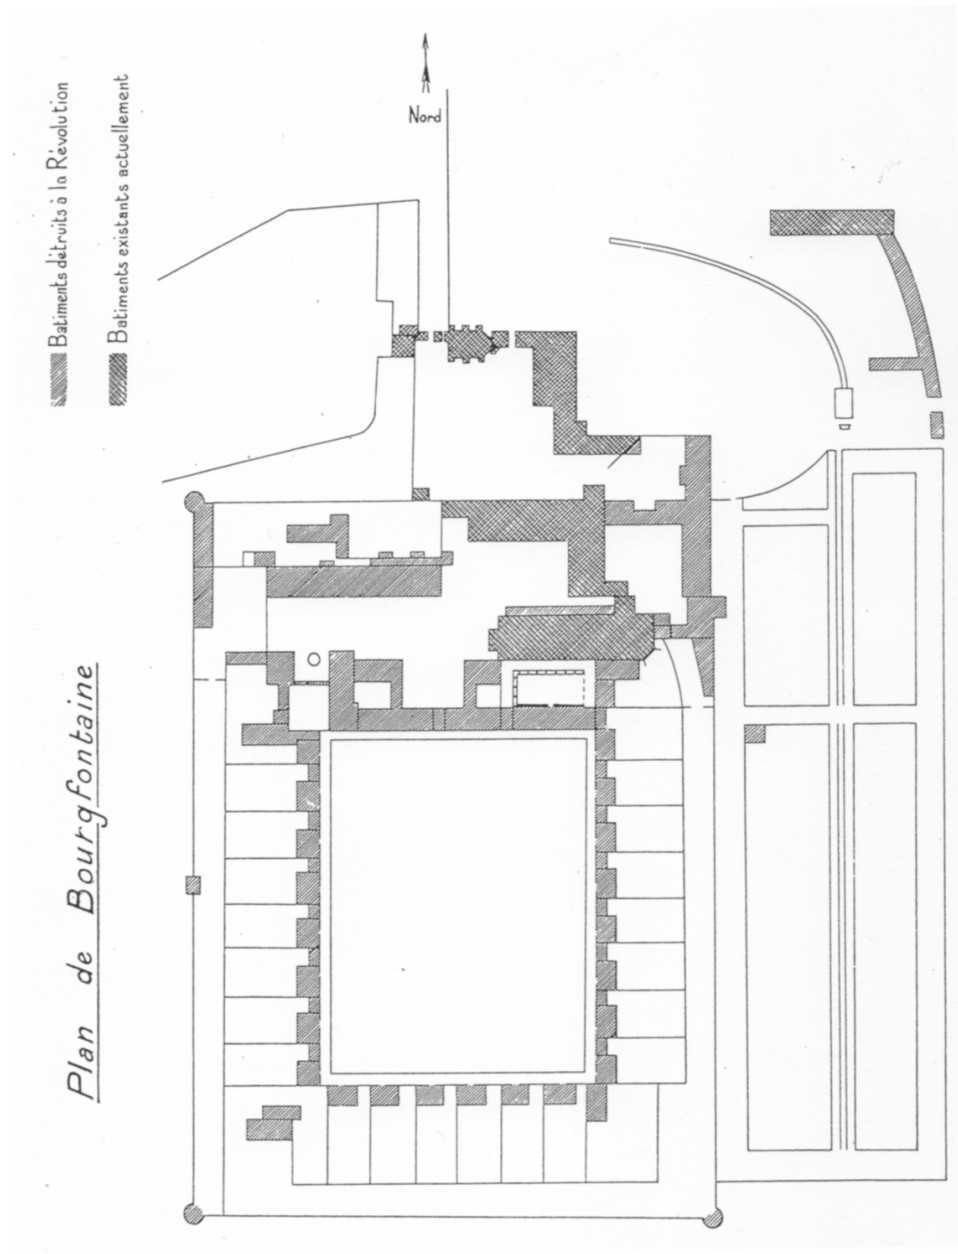 Plan de Bourgfontaine
Batiments détruits à la Révolution
Batiments existants actuellement
Nord